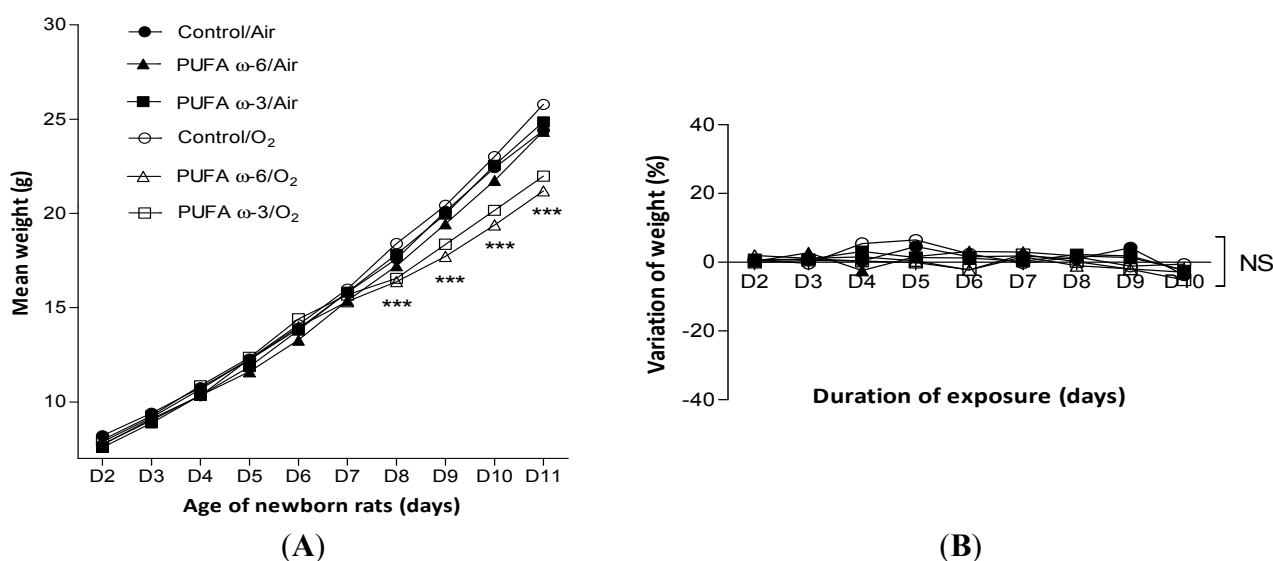 30
25
20
15
10
Mean weight (g)
Control/Air
PUFA ω-6/Air
PUFA ω-3/Air
Control/O₂
PUFA ω-6/O₂
PUFA ω-3/O₂
***
***
***
***
D2 D3 D4 D5 D6 D7 D8 D9 D10 D11
Age of newborn rats (days)
(A)
40
20
0
-20
-40
Variation of weight (%)
D2 D3 D4 D5 D6 D7 D8 D9 D10
NS
Duration of exposure (days)
(B)